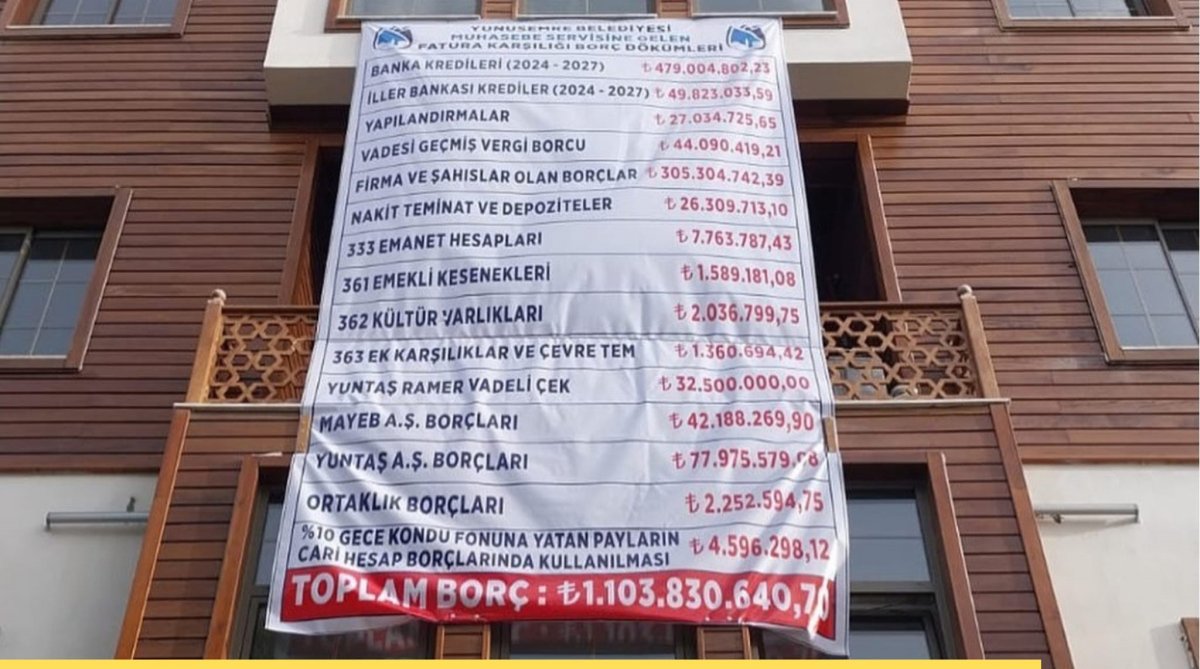 YUNUSEMRE BELEDİYESİ
MUHASEBE SERVİSİNE GELEN
FATURA KARŞILIĞI BORÇ DÖKÜMLERİ
BANKA KREDİLERİ (2024 - 2027) ₺479.004.802,23
İLLER BANKASI KREDİLER (2024 - 2027) ₺49.823.033,59
YAPILANDIRMALAR ₺27.034.725,65
VADESİ GEÇMİŞ VERGİ BORCU ₺44.090.419,21
FİRMA VE ŞAHISLAR OLAN BORÇLAR ₺305.304.742,39
NAKİT TEMİNAT VE DEPOZİTELER ₺26.309.713,10
333 EMANET HESAPLARI ₺7.763.787,43
361 EMEKLİ KESENEKLERİ ₺1.589.181,08
362 KÜLTÜR VARLIKLARI ₺2.036.799,75
363 EK KARŞILIKLAR VE ÇEVRE TEM ₺1.360.694,42
YUNTAŞ RAMER VADELİ ÇEK ₺32.500.000,00
MAYEB A.Ş. BORÇLARI ₺42.188.269,90
YUNTAŞ A.Ş. BORÇLARI ₺77.975.579,08
ORTAKLIK BORÇLARI ₺2.252.594,75
%10 GECE KONDU FONUNA YATAN PAYLARIN
CARİ HESAP BORÇLARINDA KULLANILMASI ₺4.596.298,12
TOPLAM BORÇ : ₺1.103.830.640,70